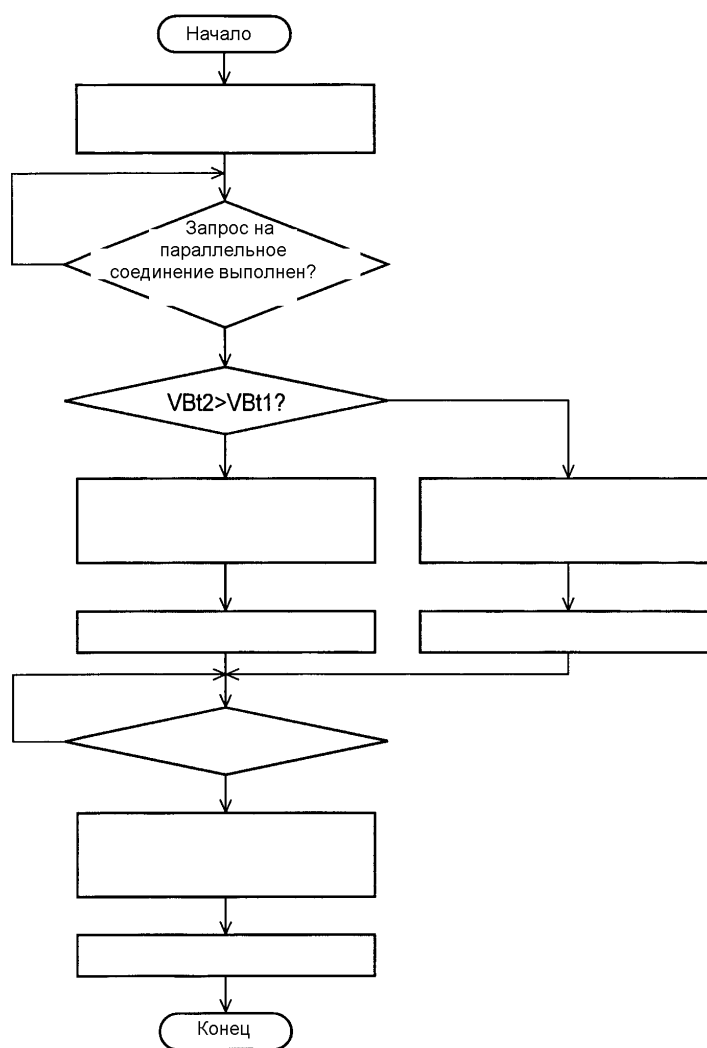 Начало
Запрос на
параллельное
соединение выполнен?
VBt2>VBt1?
Конец